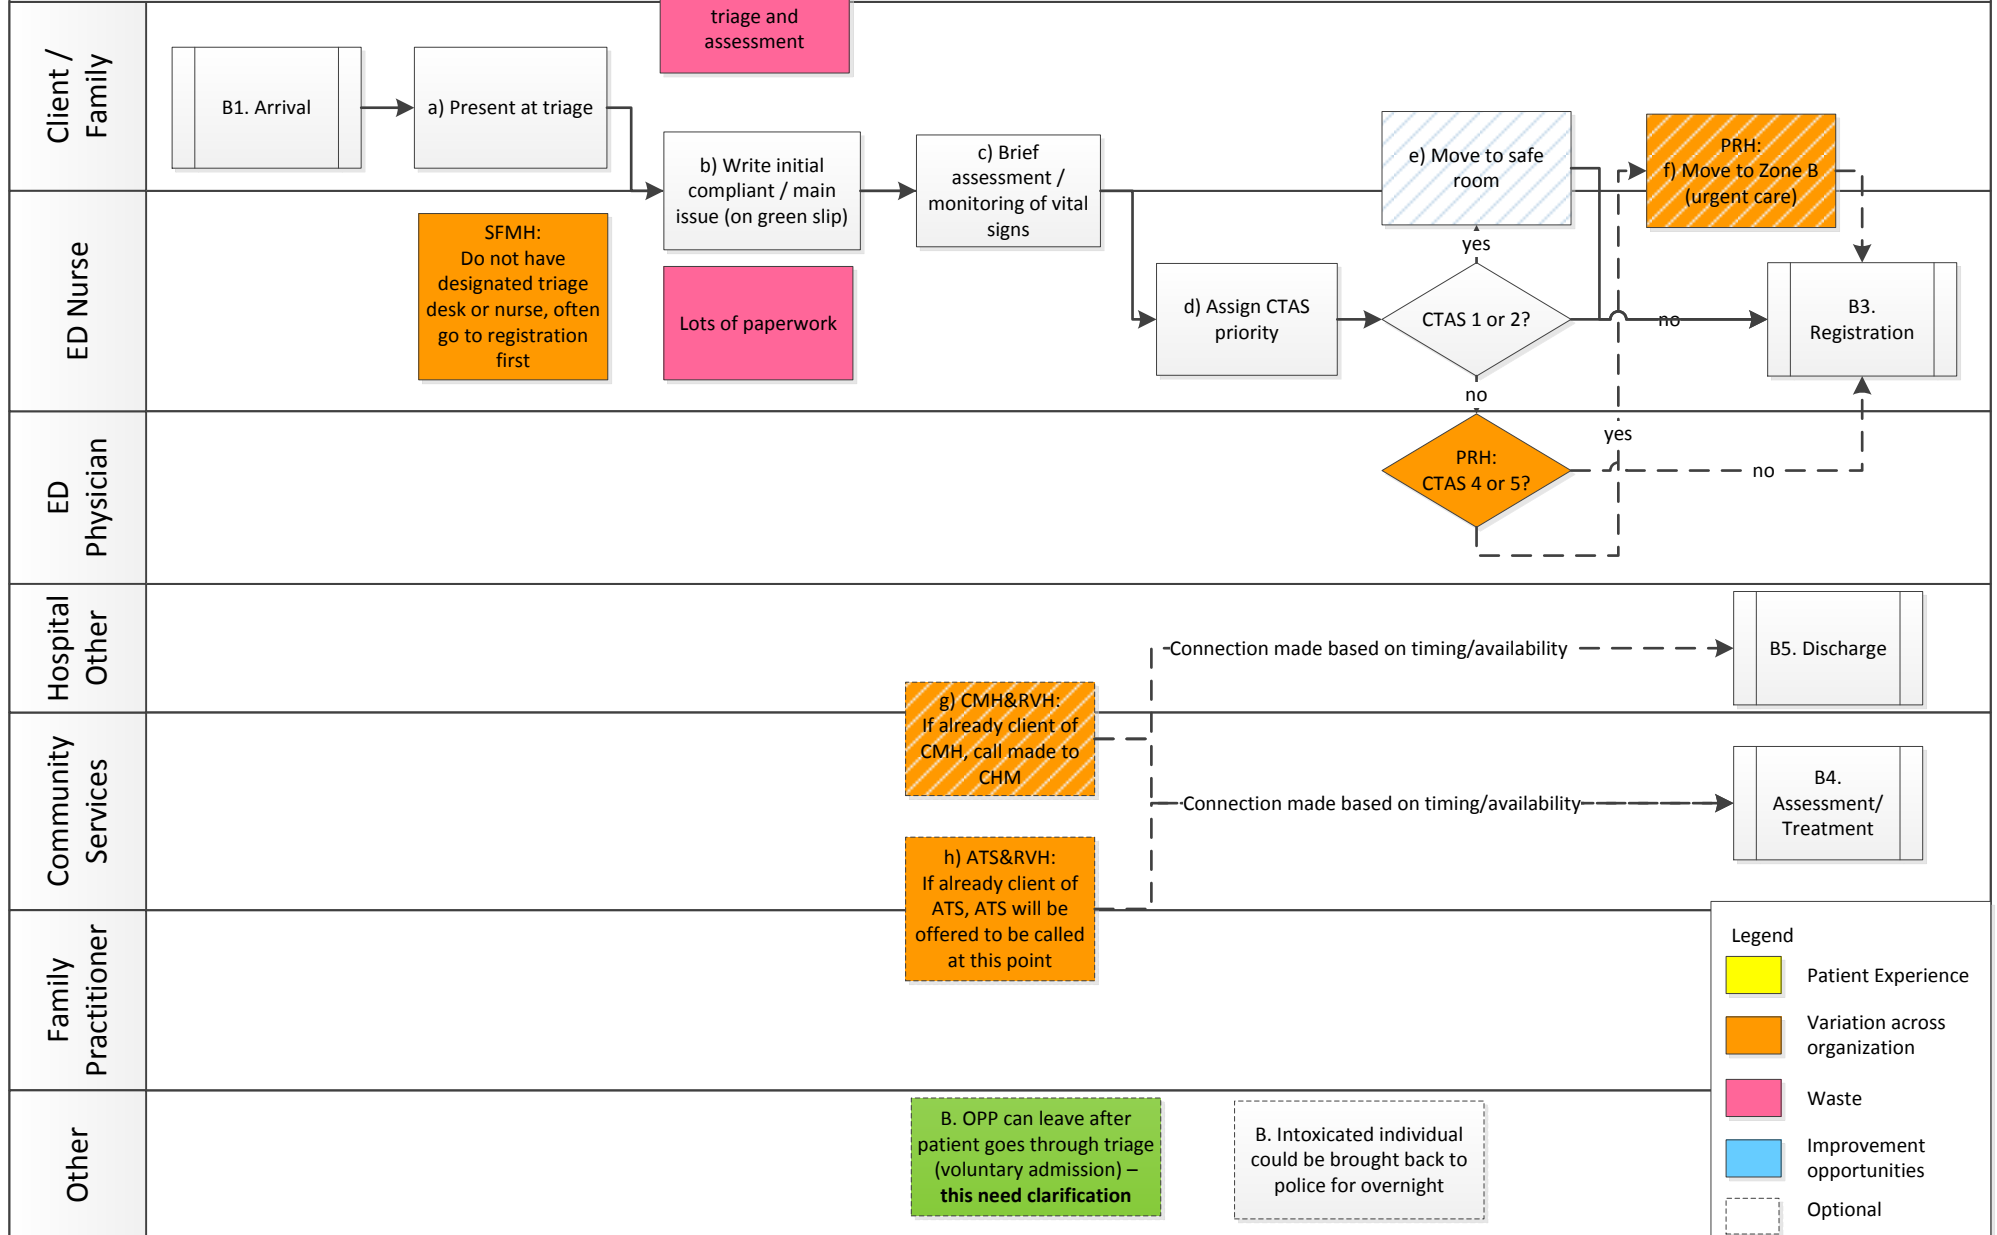 triage and
assessment
Client /
Family
B1. Arrival
a) Present at triage
b) Write initial
compliant / main
issue (on green slip)
c) Brief
assessment /
monitoring of vital
signs
e) Move to safe
room
PRH:
f) Move to Zone B
(urgent care)
ED Nurse
SFMH:
Do not have
designated triage
desk or nurse, often
go to registration
first
Lots of paperwork
d) Assign CTAS
priority
yes
CTAS 1 or 2?
no
no
B3.
Registration
ED
Physician
PRH:
CTAS 4 or 5?
yes
no
Hospital
Other
Connection made based on timing/availability
B5. Discharge
Community
Services
g) CMH&RVH:
If already client of
CMH, call made to
CHM
Connection made based on timing/availability
B4.
Assessment/
Treatment
h) ATS&RVH:
If already client of
ATS, ATS will be
offered to be called
at this point
Family
Practitioner
Other
B. OPP can leave after
patient goes through triage
(voluntary admission) –
this need clarification
B. Intoxicated individual
could be brought back to
police for overnight
Legend
Patient Experience
Variation across
organization
Waste
Improvement
opportunities
Optional